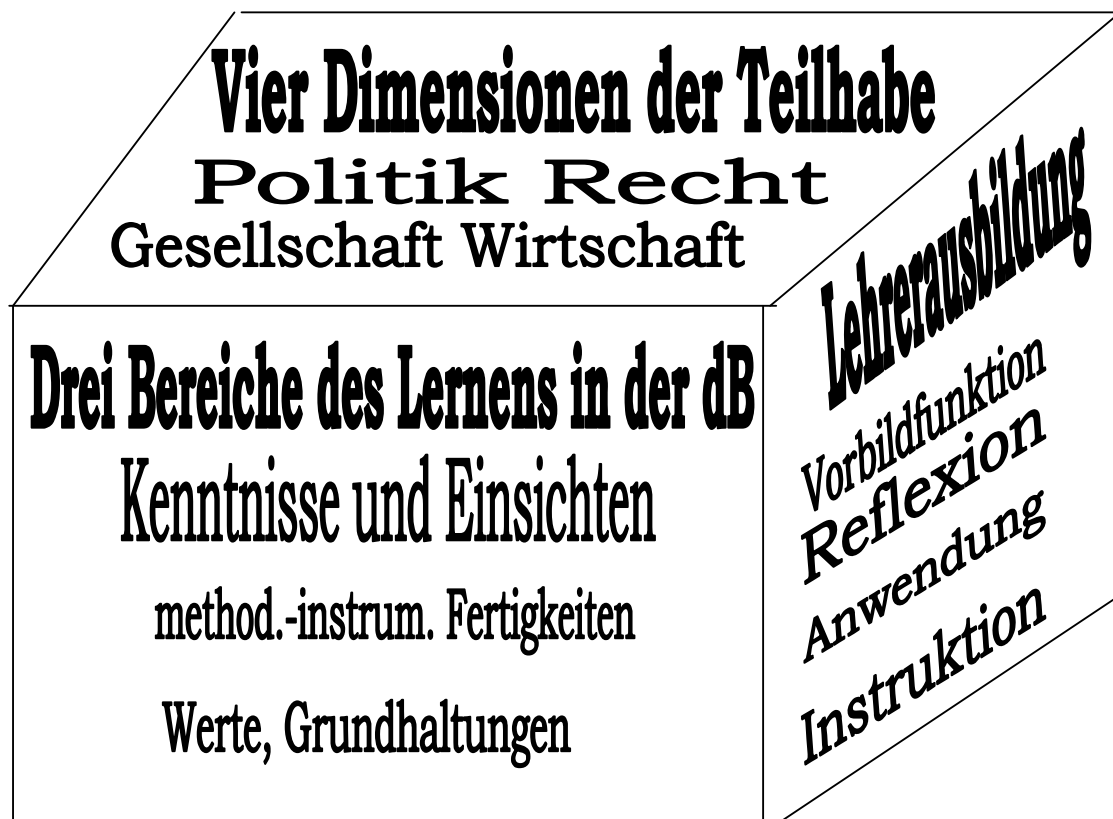 Vier Dimensionen der Teilhabe
Politik Recht
Gesellschaft Wirtschaft
Drei Bereiche des Lernens in der dB
Kenntnisse und Einsichten
method.-instrum. Fertigkeiten
Werte, Grundhaltungen
Lehrerausbildung
Vorbildfunktion
Reflexion
Anwendung
Instruktion